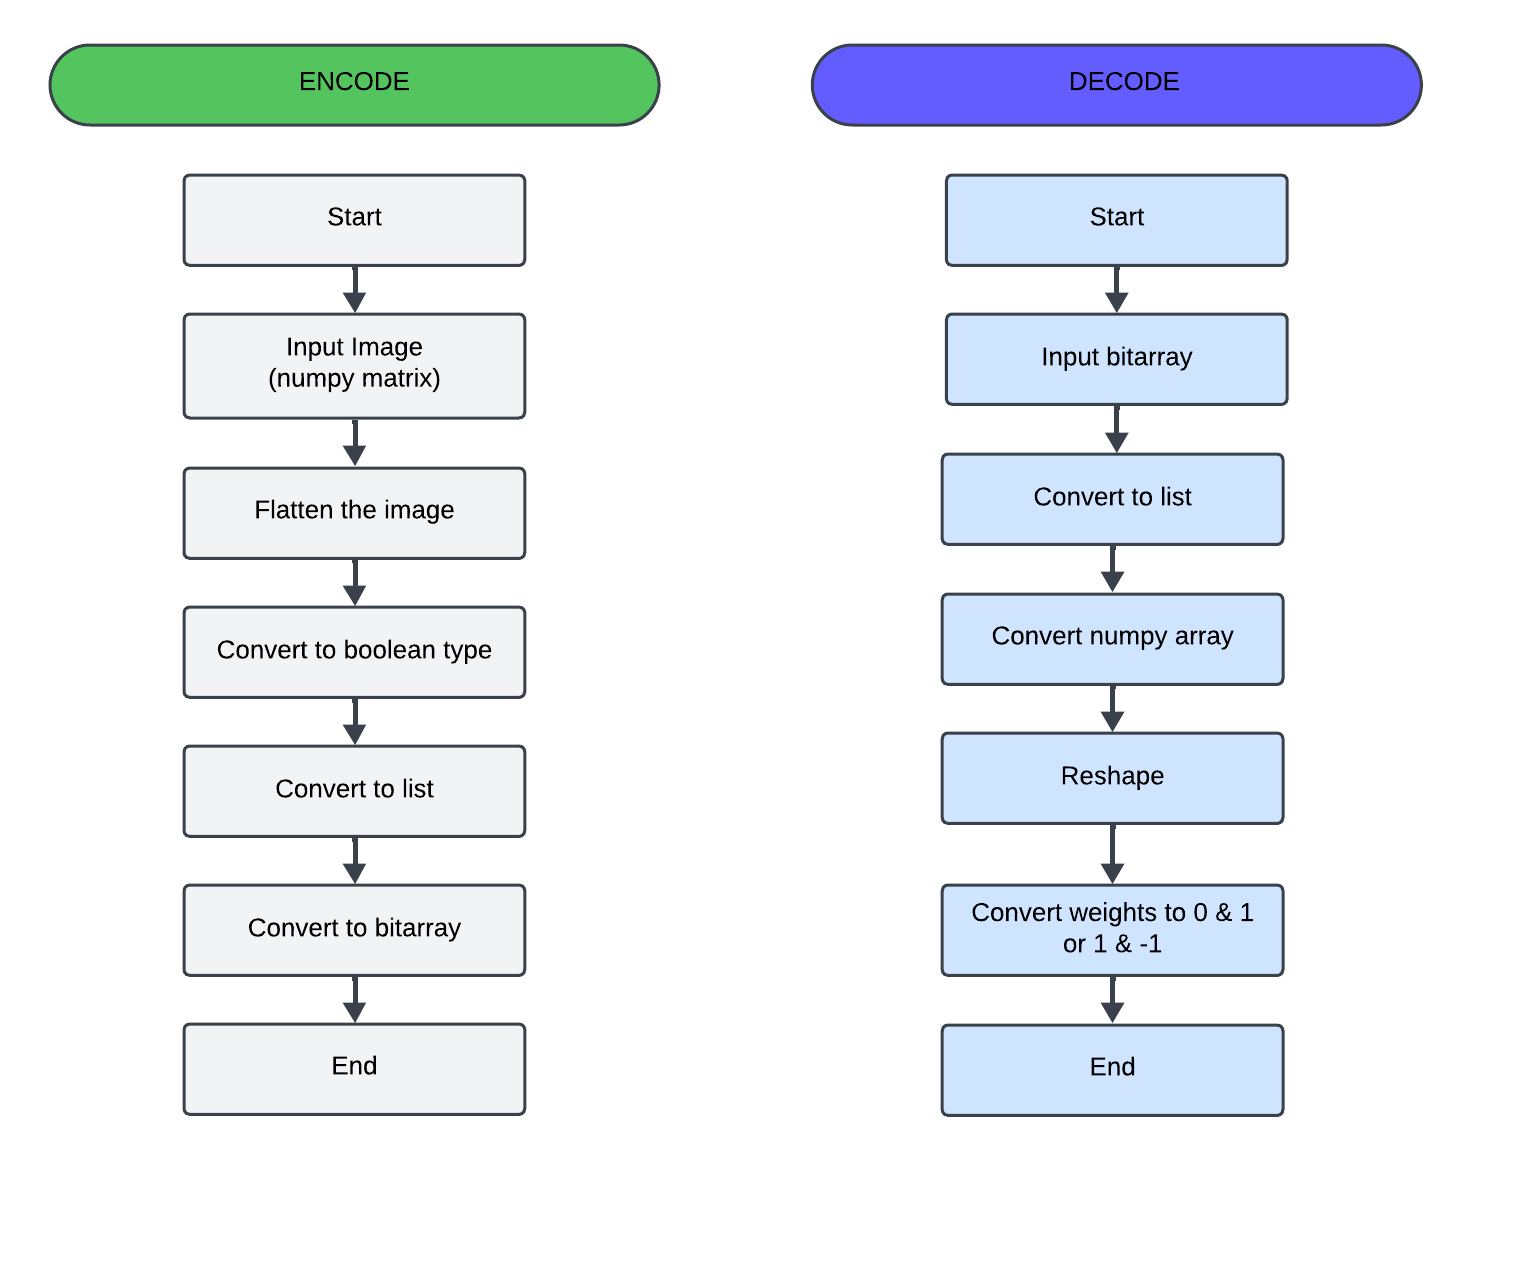 ENCODE
Start
Input Image
(numpy matrix)
Flatten the image
Convert to boolean type
Convert to list
Convert to bitarray
End
DECODE
Start
Input bitarray
Convert to list
Convert numpy array
Reshape
Convert weights to 0 & 1
or 1 & -1
End